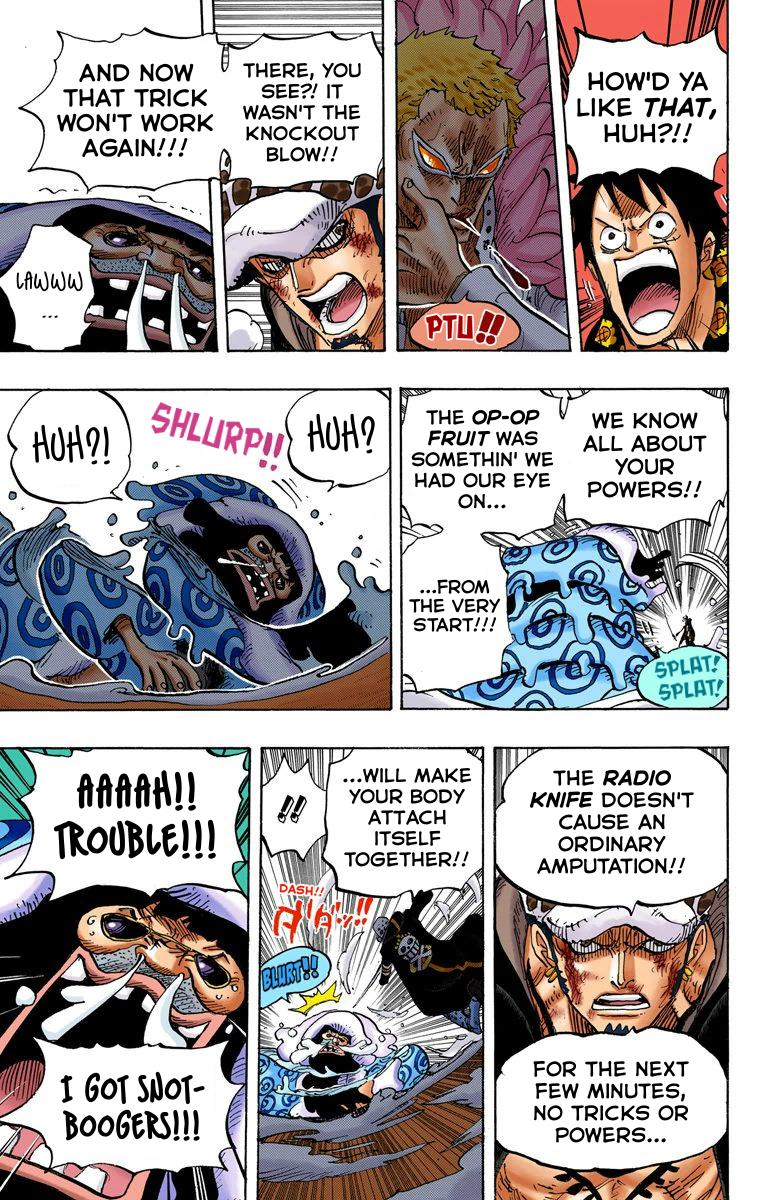 HOW'D YA
LIKE THAT,
HUH?!!
PTU!!
THERE, YOU
SEE?! IT
WASN'T THE
KNOCKOUT
BLOW!!
AND NOW
THAT TRICK
WON'T WORK
AGAIN!!!
LAWWW
...
WE KNOW
ALL ABOUT
YOUR
POWERS!!
THE OP-OP
FRUIT WAS
SOMETHIN' WE
HAD OUR EYE
ON...
...FROM
THE VERY
START!!!
SPLAT!
SPLAT!
HUH?
SHLURP!!
HUH?!
THE RADIO
KNIFE DOESN'T
CAUSE AN
ORDINARY
AMPUTATION!!
FOR THE NEXT
FEW MINUTES,
NO TRICKS OR
POWERS...
...WILL MAKE
YOUR BODY
ATTACH
ITSELF
TOGETHER!!
!!
DASH!!
ダダッ!!
BLURT!!
AAAAH!!
TROUBLE!!!
I GOT SNOT-
BOOGERS!!!